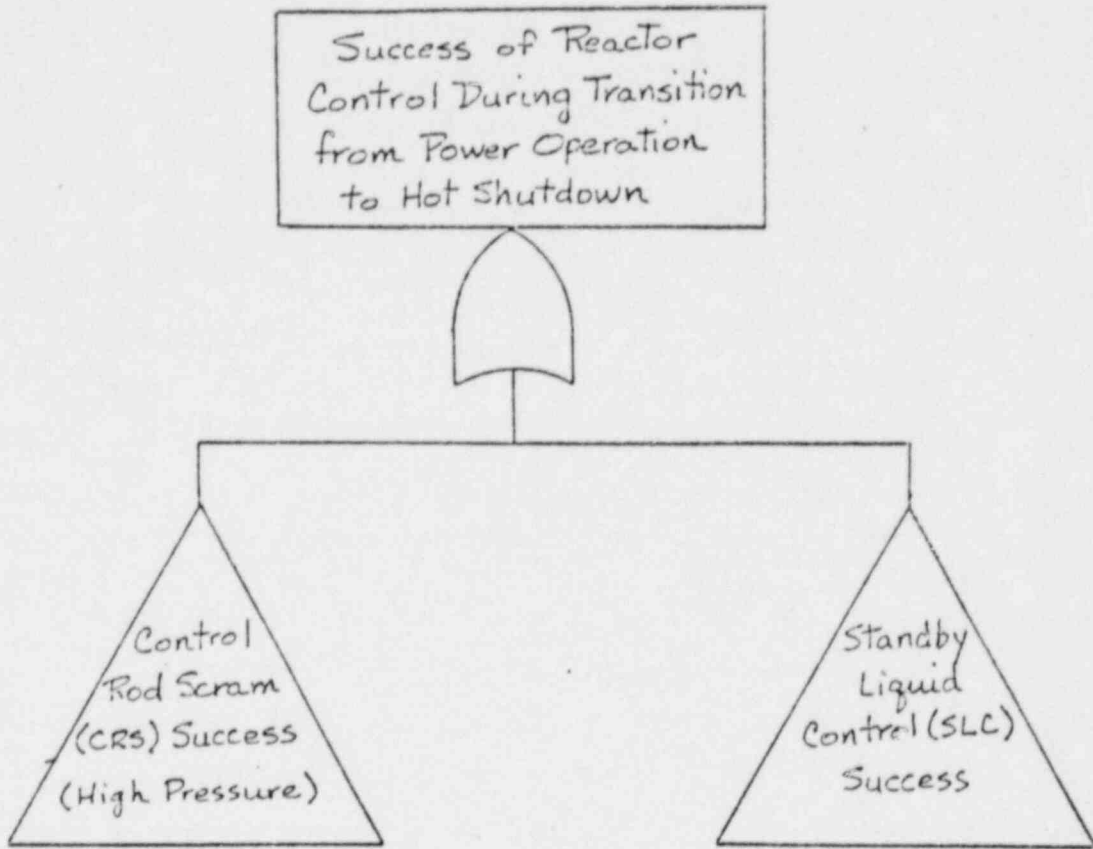 Success of Reactor
Control During Transition
from Power Operation
to Hot Shutdown
Control
Rod Scram
(CRS) Success
(High Pressure)
Standby
Liquid
Control (SLC)
Success